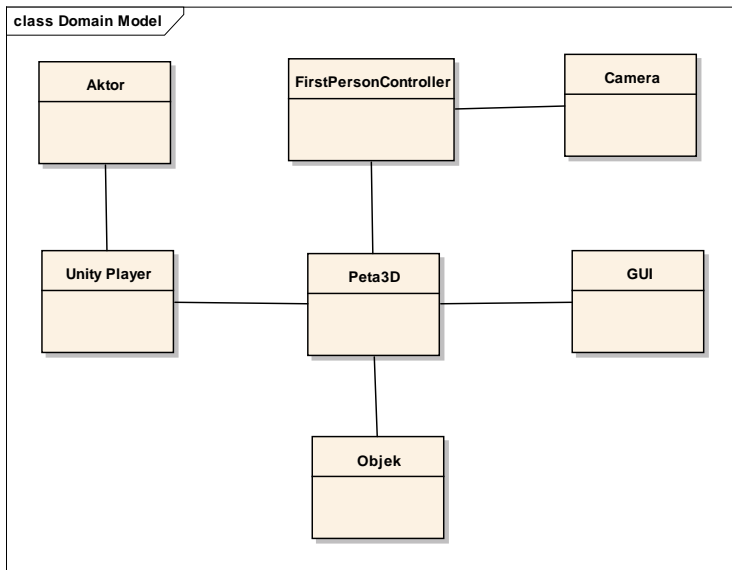 class Domain Model
Aktor
FirstPersonController
Camera
Unity Player
Peta3D
GUI
Objek